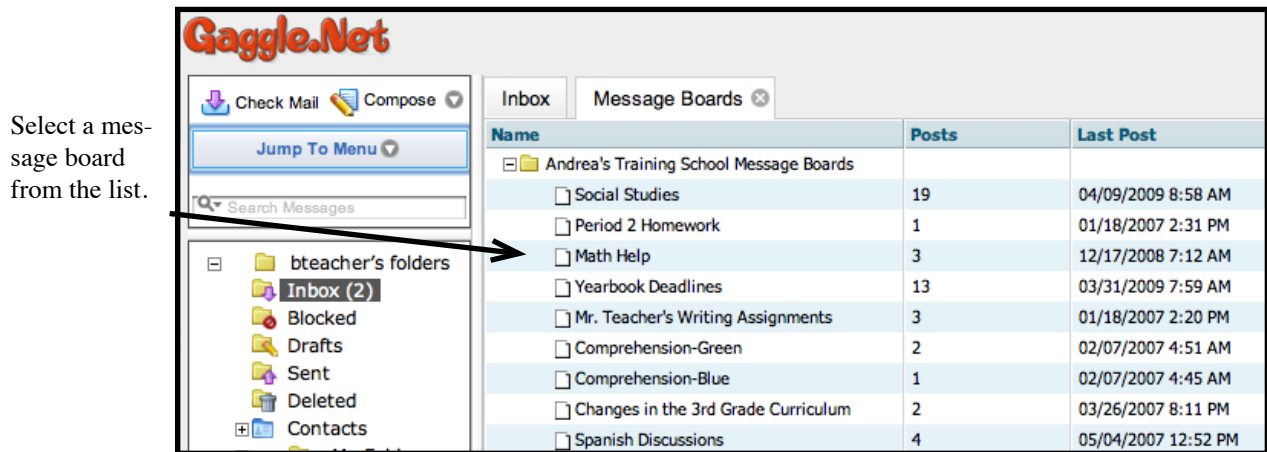 Gaggle.Net
Select a mes-
sage board
from the list.
Check Mail Compose
Jump To Menu
Search Messages
bteacher's folders
Inbox (2)
Blocked
Drafts
Sent
Deleted
Contacts
Inbox Message Boards
Name Posts Last Post
Andrea's Training School Message Boards
Social Studies 19 04/09/2009 8:58 AM
Period 2 Homework 1 01/18/2007 2:31 PM
Math Help 3 12/17/2008 7:12 AM
Yearbook Deadlines 13 03/31/2009 7:59 AM
Mr. Teacher's Writing Assignments 3 01/18/2007 2:20 PM
Comprehension-Green 2 02/07/2007 4:51 AM
Comprehension-Blue 1 02/07/2007 4:45 AM
Changes in the 3rd Grade Curriculum 2 03/26/2007 8:11 PM
Spanish Discussions 4 05/04/2007 12:52 PM